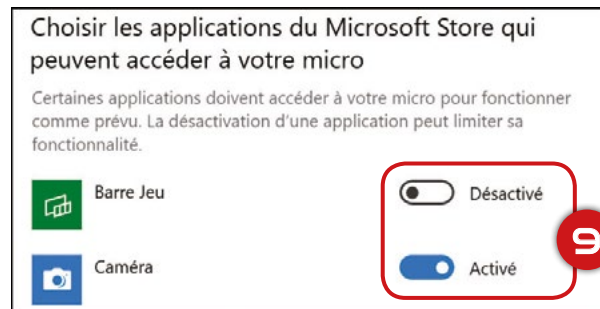 Choisir les applications du Microsoft Store qui
peuvent accéder à votre micro
Certaines applications doivent accéder à votre micro pour fonctionner
comme prévu. La désactivation d'une application peut limiter sa
fonctionnalité.
Barre Jeu
Désactivé
Caméra
Activé
9